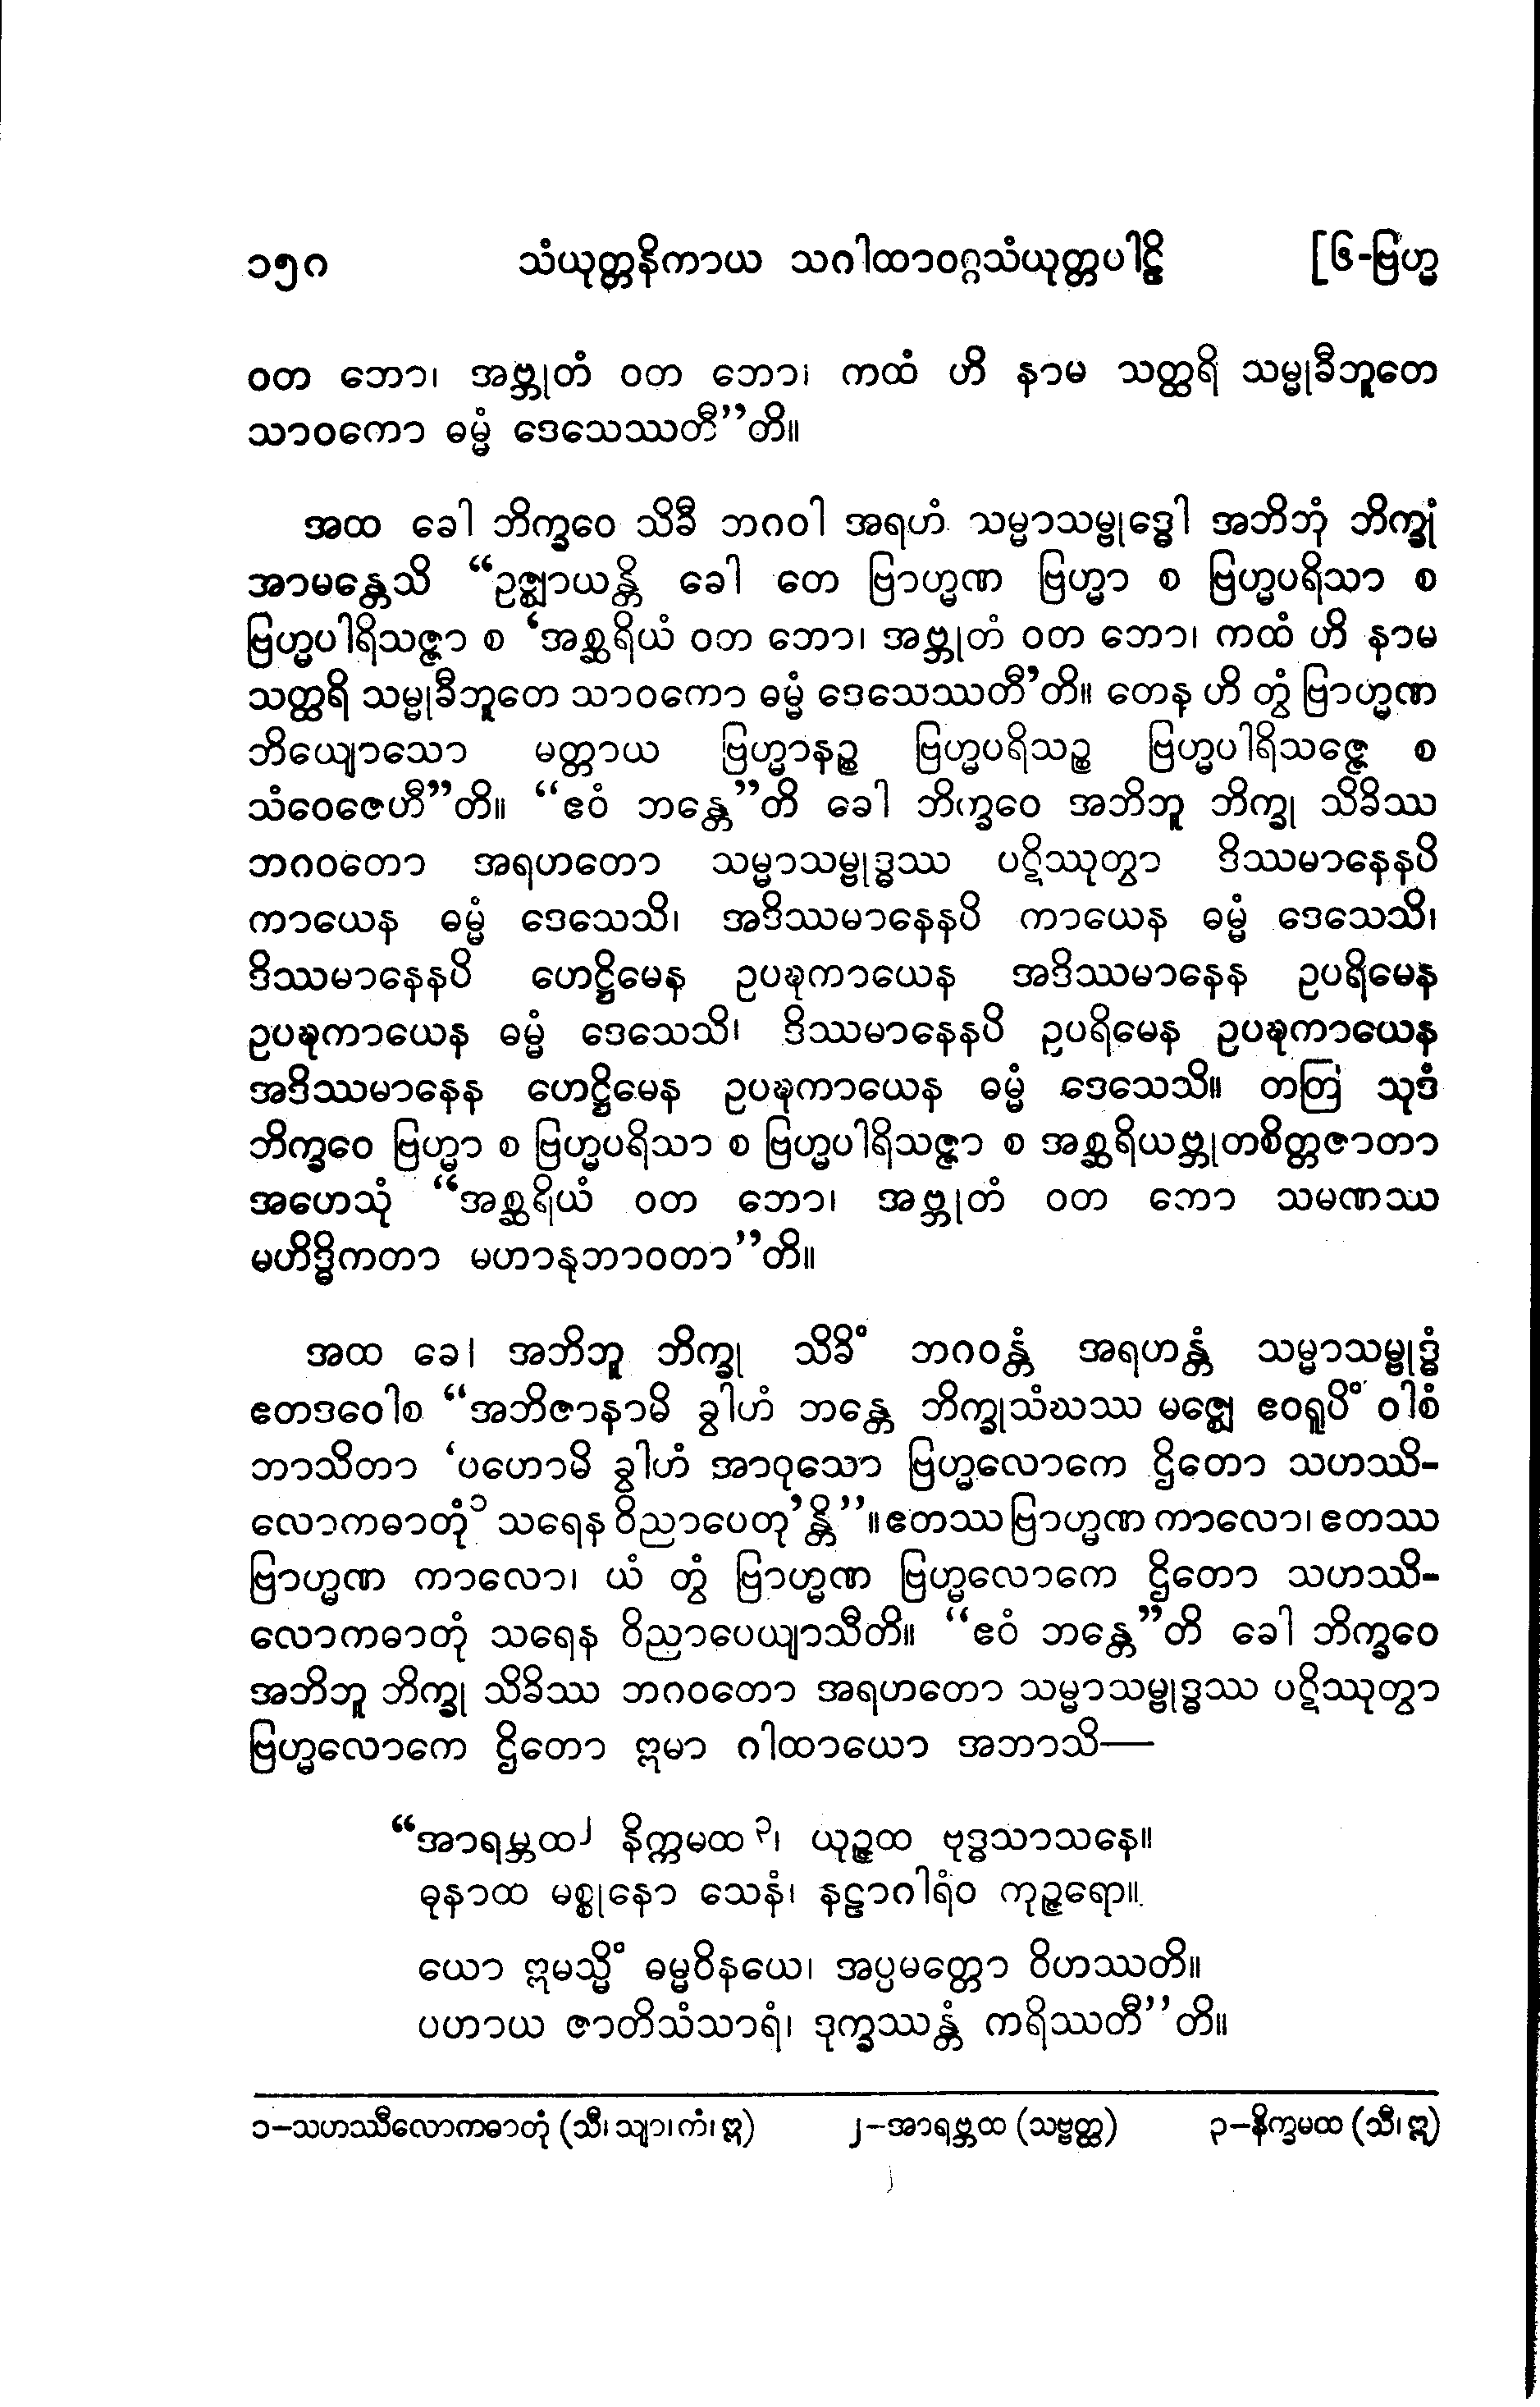 ၁၅၈ သံယုတ္တနိကာယ သဂါထာဝဂ္ဂသံယုတ္တပါဠိ [၆-ဗြဟ္မ
ဝတ ဘော၊ အဗ္ဘုတံ ဝတ ဘော၊ ကထံ ဟိ နာမ သတ္ထရိ သမ္မုခီဘူတေ
သာဝကော ဓမ္မံ ဒေသေဿတီ”တိ။
အထ ခေါ ဘိက္ခဝေ သိခီ ဘဂဝါ အရဟံ သမ္မာသမ္ဗုဒ္ဓေါ အဘိဘုံ ဘိက္ခုံ
အာမန္တေသိ “ဥဇ္ဈာယန္တိ ခေါ တေ ဗြာဟ္မဏ ဗြဟ္မာ စ ဗြဟ္မပရိသာ စ
ဗြဟ္မပါရိသဇ္ဇာ စ ‘အစ္ဆရိယံ ဝတ ဘော၊ အဗ္ဘုတံ ဝတ ဘော၊ ကထံ ဟိ နာမ
သတ္ထရိ သမ္မုခီဘူတေ သာဝကော ဓမ္မံ ဒေသေဿတီ’တိ။ တေန ဟိ တွံ ဗြာဟ္မဏ
ဘိယျောသော မတ္တာယ ဗြဟ္မာနဉ္စ ဗြဟ္မပရိသဉ္စ ဗြဟ္မပါရိသဇ္ဇေ စ
သံဝေဇေဟီ”တိ။ “ဧဝံ ဘန္တေ”တိ ခေါ ဘိက္ခဝေ အဘိဘူ ဘိက္ခု သိခိဿ
ဘဂဝတော အရဟတော သမ္မာသမ္ဗုဒ္ဓဿ ပဋိဿုတွာ ဒိဿမာနေနပိ
ကာယေန ဓမ္မံ ဒေသေသိ၊ အဒိဿမာနေနပိ ကာယေန ဓမ္မံ ဒေသေသိ၊
ဒိဿမာနေနပိ ဟေဋ္ဌိမေန ဥပဍ္ဎကာယေန အဒိဿမာနေန ဥပရိမေန
ဥပဍ္ဎကာယေန ဓမ္မံ ဒေသေသိ၊ ဒိဿမာနေနပိ ဥပရိမေန ဥပဍ္ဎကာယေန
အဒိဿမာနေန ဟေဋ္ဌိမေန ဥပဍ္ဎကာယေန ဓမ္မံ ဒေသေသိ။ တတြ သုဒံ
ဘိက္ခဝေ ဗြဟ္မာ စ ဗြဟ္မပရိသာ စ ဗြဟ္မပါရိသဇ္ဇာ စ အစ္ဆရိယဗ္ဘုတစိတ္တဇာတာ
အဟေသုံ “အစ္ဆရိယံ ဝတ ဘော၊ အဗ္ဘုတံ ဝတ ဘော သမဏဿ
မဟိဒ္ဓိကတာ မဟာနုဘာဝတာ”တိ။
အထ ခေါ အဘိဘူ ဘိက္ခု သိခိံ ဘဂဝန္တံ အရဟန္တံ သမ္မာသမ္ဗုဒ္ဓံ
ဧတဒဝေါစ “အဘိဇာနာမိ ခွါဟံ ဘန္တေ ဘိက္ခုသံဃဿ မဇ္ဈေ ဧဝရူပိံ ဝါစံ
ဘာသိတာ ‘ပဟောမိ ခွါဟံ အာဝုသော ဗြဟ္မလောကေ ဌိတော သဟဿိ-
လောကဓာတုံ၁ သရေန ဝိညာပေတု’န္တိ”။ ဧတဿ ဗြာဟ္မဏ ကာလော၊ ဧတဿ
ဗြာဟ္မဏ ကာလော၊ ယံ တွံ ဗြာဟ္မဏ ဗြဟ္မလောကေ ဌိတော သဟဿိ-
လောကဓာတုံ သရေန ဝိညာပေယျာသီတိ။ “ဧဝံ ဘန္တေ”တိ ခေါ ဘိက္ခဝေ
အဘိဘူ ဘိက္ခု သိခိဿ ဘဂဝတော အရဟတော သမ္မာသမ္ဗုဒ္ဓဿ ပဋိဿုတွာ
ဗြဟ္မလောကေ ဌိတော ဣမာ ဂါထာယော အဘာသိ—
“အာရမ္ဘထ၂ နိက္ကမထ၃၊ ယုဉ္ဇထ ဗုဒ္ဓသာသနေ။
ဓုနာထ မစ္စုနော သေနံ၊ နဠာဂါရံဝ ကုဉ္ဇရော။
ယော ဣမသ္မိံ ဓမ္မဝိနယေ၊ အပ္ပမတ္တော ဝိဟဿတိ။
ပဟာယ ဇာတိသံသာရံ၊ ဒုက္ခဿန္တံ ကရိဿတီ”တိ။
၁–သဟဿီလောကဓာတုံ (သီ၊ သျာ၊ ကံ၊ ဣ) ၂–အာရဗ္ဘထ (သဗ္ဗတ္ထ) ၃–နိက္ခမထ (သီ၊ ဣ)